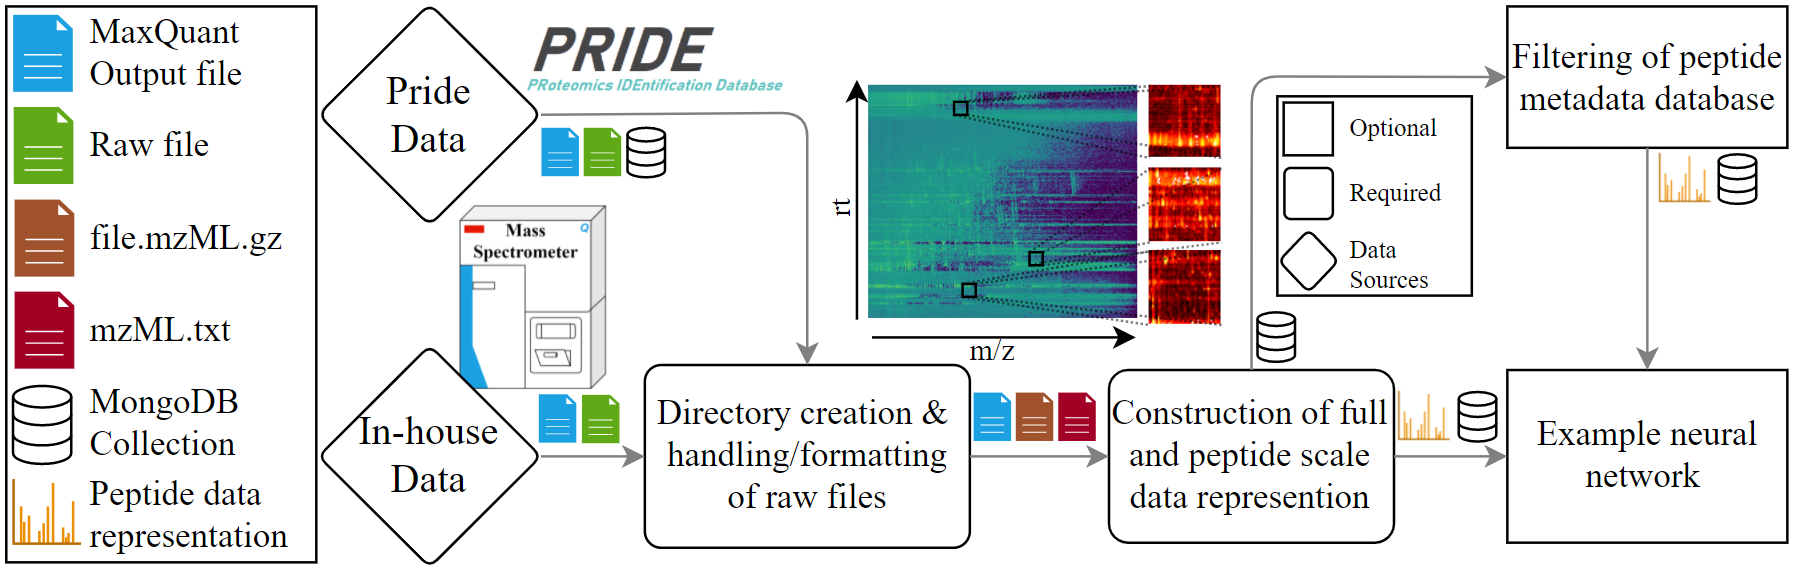 MaxQuant
Output file
Raw file
file.mzML.gz
mzML.txt
MongoDB
Collection
Peptide data
representation
Pride
Data
PRIDE
PRoteomics IDEntification Database
Mass
Spectrometer
Q
In-house
Data
Directory creation &
handling/formatting
of raw files
rt
m/z
Construction of full
and peptide scale
data represention
Optional
Required
Data
Sources
Filtering of peptide
metadata database
Example neural
network